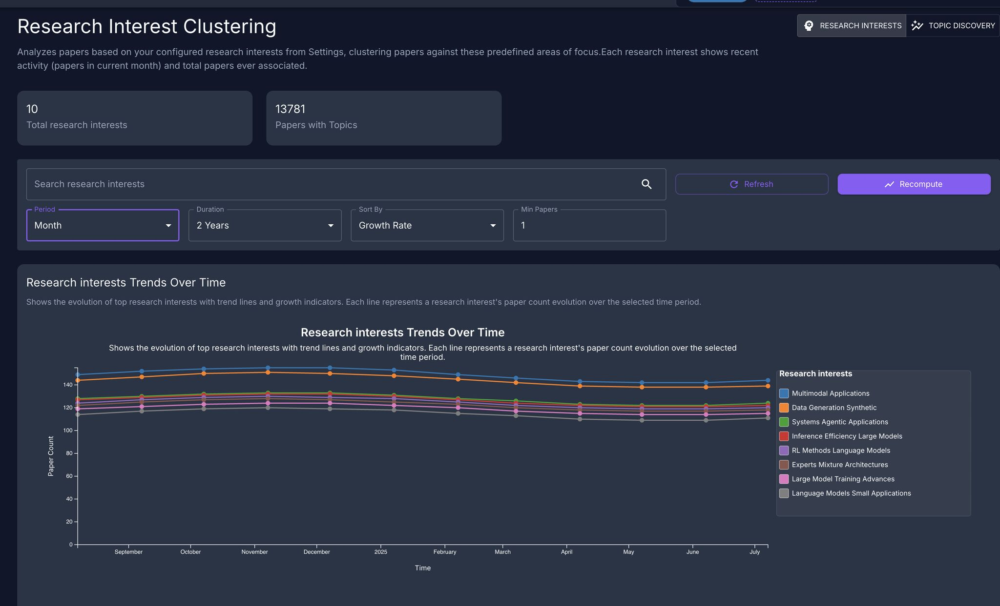 Research Interest Clustering
RESEARCH INTERESTS
TOPIC DISCOVERY
Analyzes papers based on your configured research interests from Settings, clustering papers against these predefined areas of focus.Each research interest shows recent
activity (papers in current month) and total papers ever associated.
10
Total research interests
13781
Papers with Topics
Search research interests
Refresh
Recompute
Period
Month
Duration
2 Years
Sort By
Growth Rate
Min Papers
1
Research interests Trends Over Time
Shows the evolution of top research interests with trend lines and growth indicators. Each line represents a research interest's paper count evolution over the selected time period.
Research interests Trends Over Time
Shows the evolution of top research interests with trend lines and growth indicators. Each line represents a research interest's paper count evolution over the selected
time period.
140
120
100
80
60
40
20
0
Paper Count
September
October
November
December
2025
February
March
April
May
June
July
Time
Research interests
Multimodal Applications
Data Generation Synthetic
Systems Agentic Applications
Inference Efficiency Large Models
RL Methods Language Models
Experts Mixture Architectures
Large Model Training Advances
Language Models Small Applications